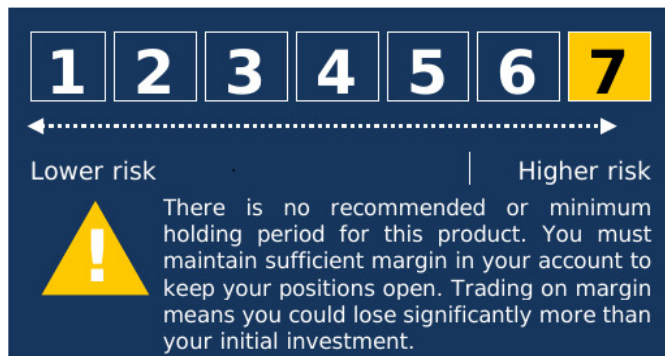 1 2 3 4 5 6 7
Lower risk Higher risk
!
There is no recommended or minimum
holding period for this product. You must
maintain sufficient margin in your account to
keep your positions open. Trading on margin
means you could lose significantly more than
your initial investment.